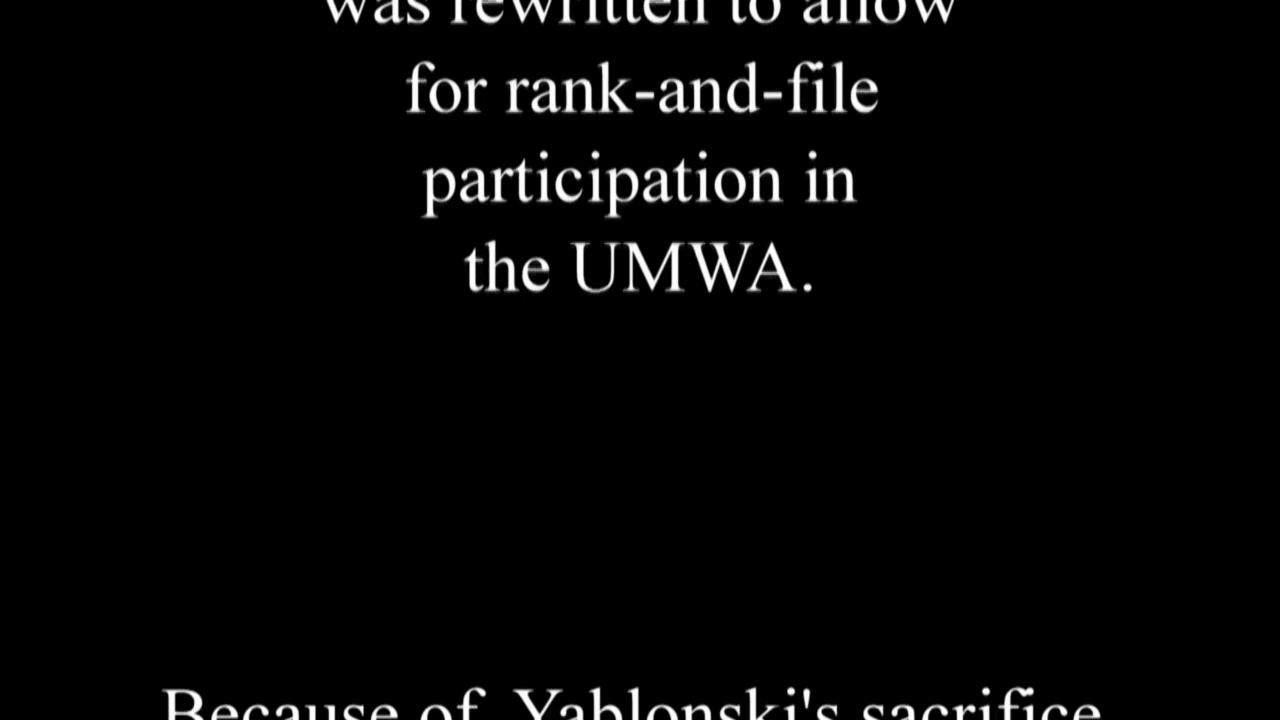 was rewritten to allow
for rank-and-file
participation in
the UMWA.
Because of Yablonski's sacrifice